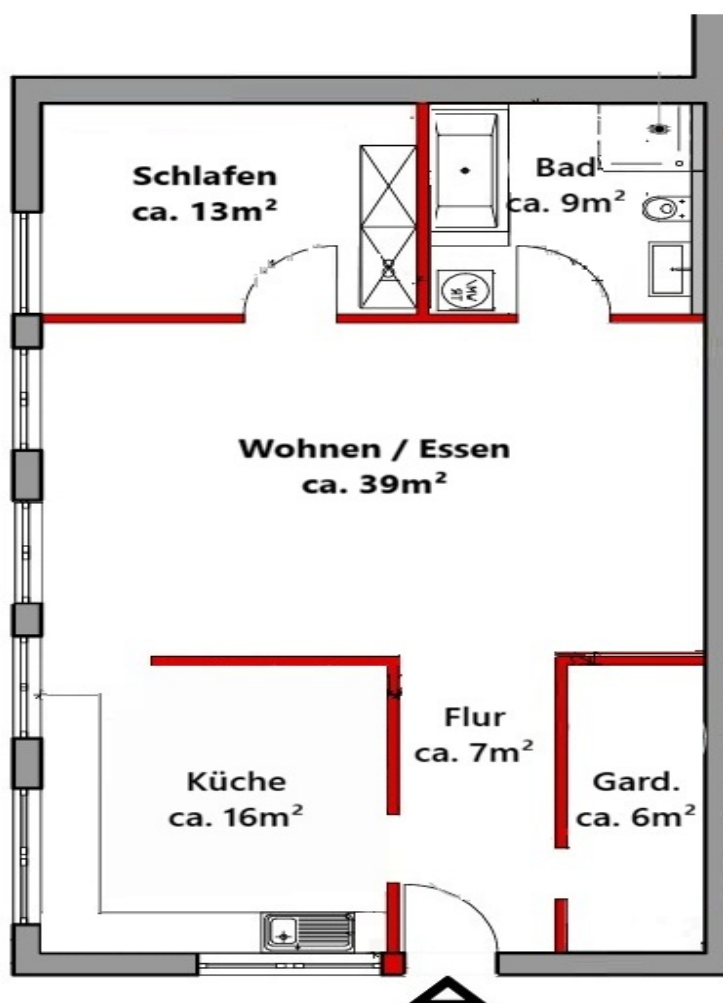 Schlafen
ca. 13m²
Bad
ca. 9m²
Wohnen / Essen
ca. 39m²
Flur
ca. 7m²
Küche
ca. 16m²
Gard.
ca. 6m²